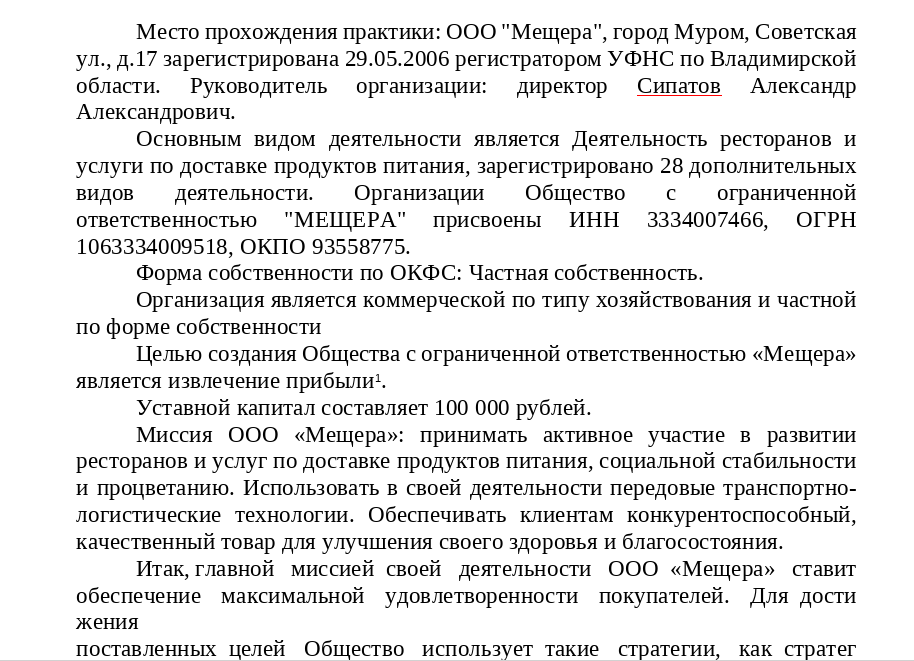 Место прохождения практики: ООО "Мещера", город Муром, Советская
ул., д.17 зарегистрирована 29.05.2006 регистратором УФНС по Владимирской
области. Руководитель организации: директор Сипатов Александр
Александрович.
Основным видом деятельности является Деятельность ресторанов и
услуги по доставке продуктов питания, зарегистрировано 28 дополнительных
видов деятельности. Организации Общество с ограниченной
ответственностью "МЕЩЕРА" присвоены ИНН 3334007466, ОГРН
1063334009518, ОКПО 93558775.
Форма собственности по ОКФС: Частная собственность.
Организация является коммерческой по типу хозяйствования и частной
по форме собственности
Целью создания Общества с ограниченной ответственностью «Мещера»
является извлечение прибыли¹.
Уставной капитал составляет 100 000 рублей.
Миссия ООО «Мещера»: принимать активное участие в развитии
ресторанов и услуг по доставке продуктов питания, социальной стабильности
и процветанию. Использовать в своей деятельности передовые транспортно-
логистические технологии. Обеспечивать клиентам конкурентоспособный,
качественный товар для улучшения своего здоровья и благосостояния.
Итак, главной миссией своей деятельности ООО «Мещера» ставит
обеспечение максимальной удовлетворенности покупателей. Для дости
жения
поставленных целей Общество использует такие стратегии, как стратег